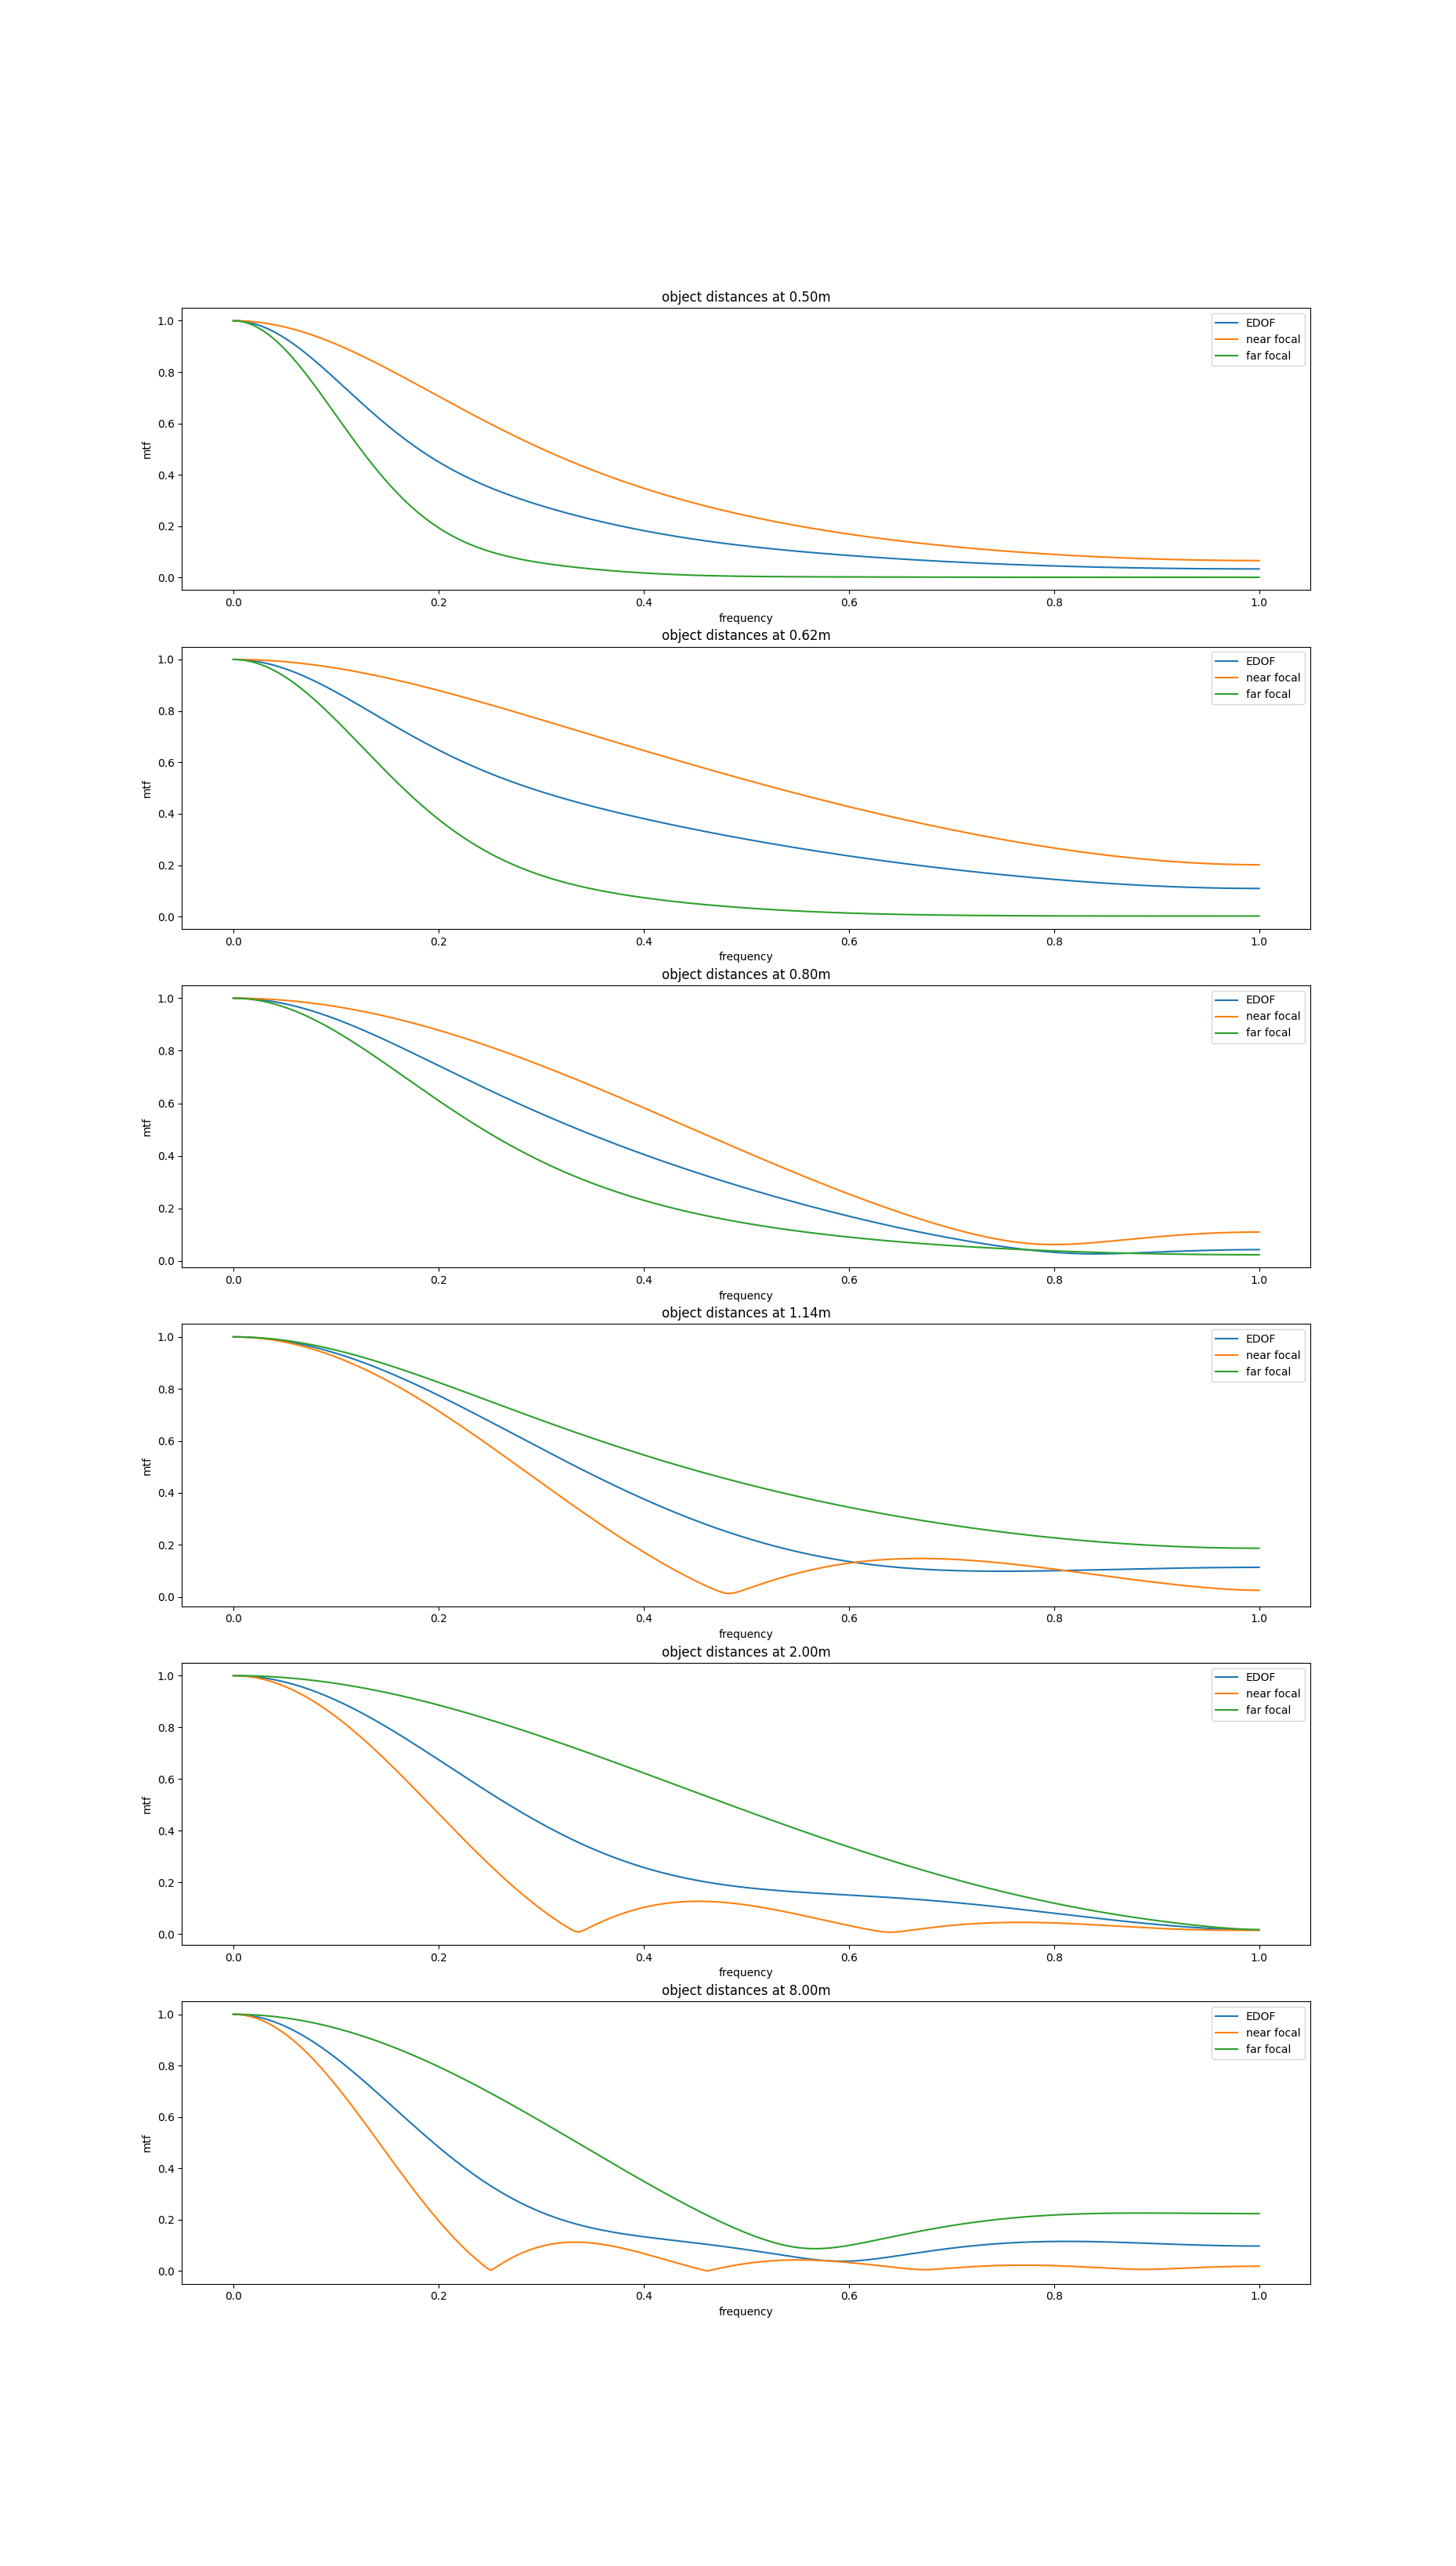 object distances at 0.50m
EDOF
near focal
far focal
1.0
0.8
0.6
0.4
0.2
0.0
mtf
0.0 0.2 0.4 0.6 0.8 1.0
frequency
object distances at 0.62m
EDOF
near focal
far focal
1.0
0.8
0.6
0.4
0.2
0.0
mtf
0.0 0.2 0.4 0.6 0.8 1.0
frequency
object distances at 0.80m
EDOF
near focal
far focal
1.0
0.8
0.6
0.4
0.2
0.0
mtf
0.0 0.2 0.4 0.6 0.8 1.0
frequency
object distances at 1.14m
EDOF
near focal
far focal
1.0
0.8
0.6
0.4
0.2
0.0
mtf
0.0 0.2 0.4 0.6 0.8 1.0
frequency
object distances at 2.00m
EDOF
near focal
far focal
1.0
0.8
0.6
0.4
0.2
0.0
mtf
0.0 0.2 0.4 0.6 0.8 1.0
frequency
object distances at 8.00m
EDOF
near focal
far focal
1.0
0.8
0.6
0.4
0.2
0.0
mtf
0.0 0.2 0.4 0.6 0.8 1.0
frequency